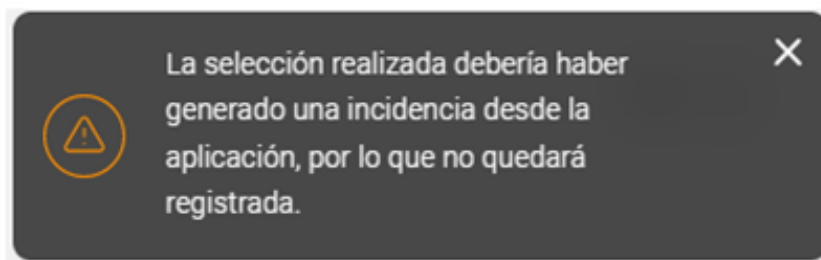 La selección realizada debería haber
generado una incidencia desde la
aplicación, por lo que no quedará
registrada.